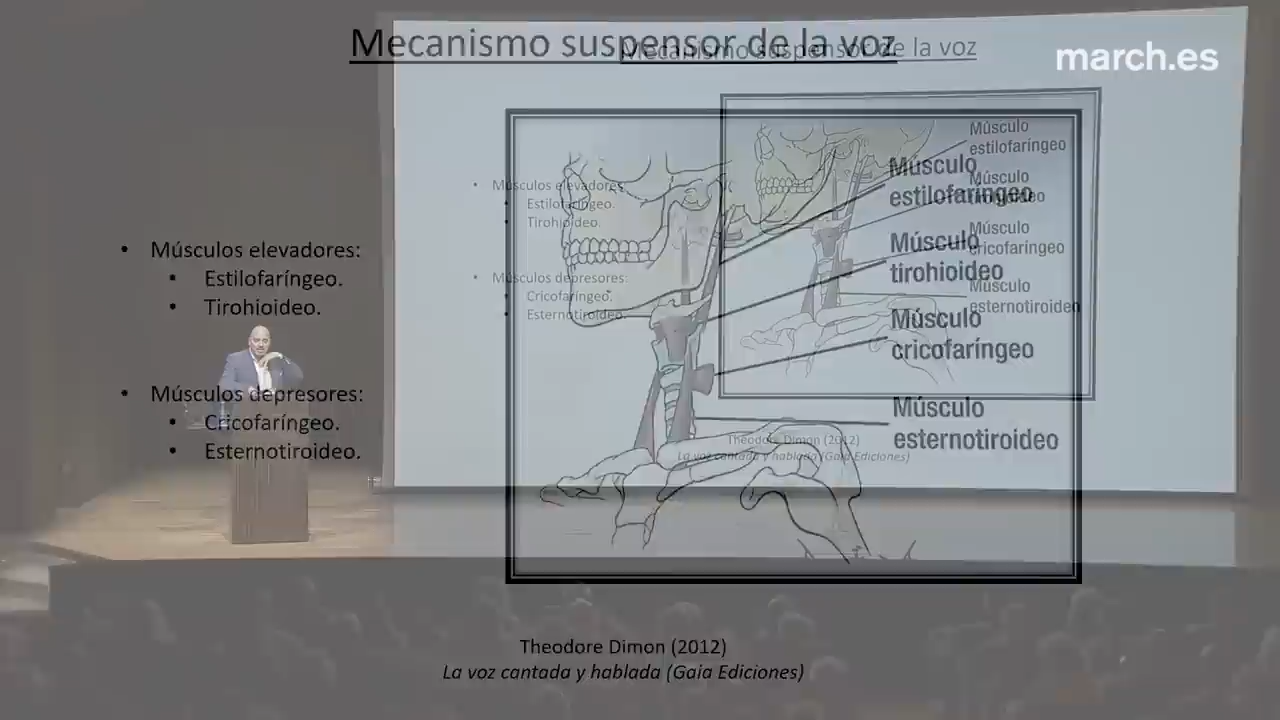 Mecanismo suspensor de la voz
Mecanismo suspensor de la voz
march.es
• Músculos elevadores:
• Estilofaríngeo.
• Tirohioideo.
• Músculos depresores:
• Cricofaríngeo.
• Esternotiroideo.
Músculo
estilofaríngeo
Músculo
tirohioideo
Músculo
cricofaríngeo
Músculo
esternotiroideo
Theodore Dimon (2012)
La voz cantada y hablada (Gaia Ediciones)
• Músculos elevadores:
• Estilofaríngeo.
• Tirohioideo.
• Músculos depresores:
• Cricofaríngeo.
• Esternotiroideo.
Músculo
estilofaríngeo
Músculo
tirohioideo
Músculo
cricofaríngeo
Músculo
esternotiroideo
Theodore Dimon (2012)
La voz cantada y hablada (Gaia Ediciones)